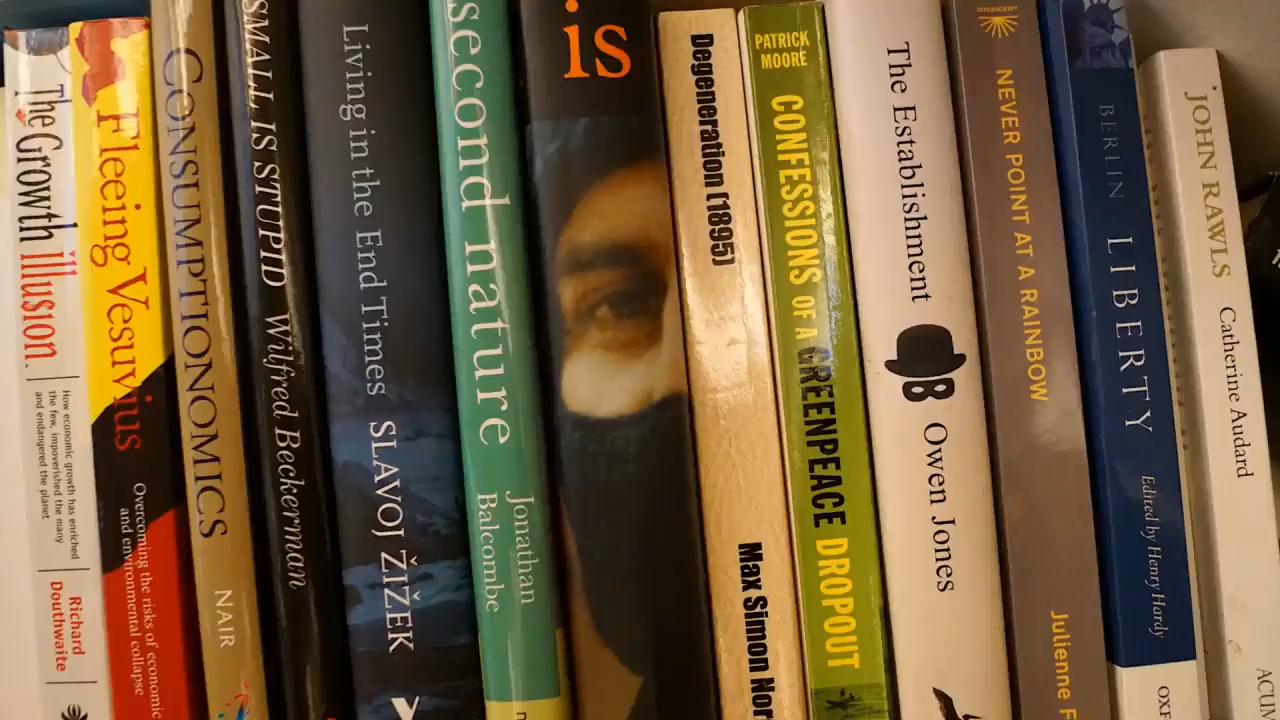 The Growth Illusion.
How economic growth has enriched
the few, impoverished the many
and endangered the planet
Richard
Douthwaite
Fleeing Vesuvius
Overcoming the risks of economic
and environmental collapse
CONSUMPTIONOMICS
NAIR
SMALL IS STUPID Wilfred Beckerman
Living in the End Times SLAVOJ ŽIŽEK
second nature
Jonathan
Balcombe
is
Degeneration (1895)
Max Simon Nor
PATRICK
MOORE
CONFESSIONS OF A GREENPEACE DROPOUT
The Establishment
Owen Jones
NEVER POINT AT A RAINBOW
Julienne F
BERLIN LIBERTY
Edited by Henry Hardy
OXF
JOHN RAWLS Catherine Audard
ACUM